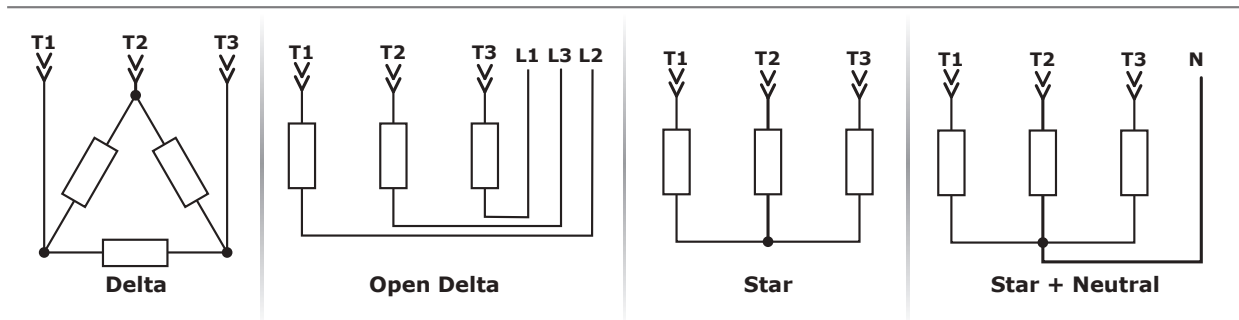 T1 T2 T3
Delta
T1 T2 T3 L1 L3 L2
Open Delta
T1 T2 T3
Star
T1 T2 T3 N
Star + Neutral